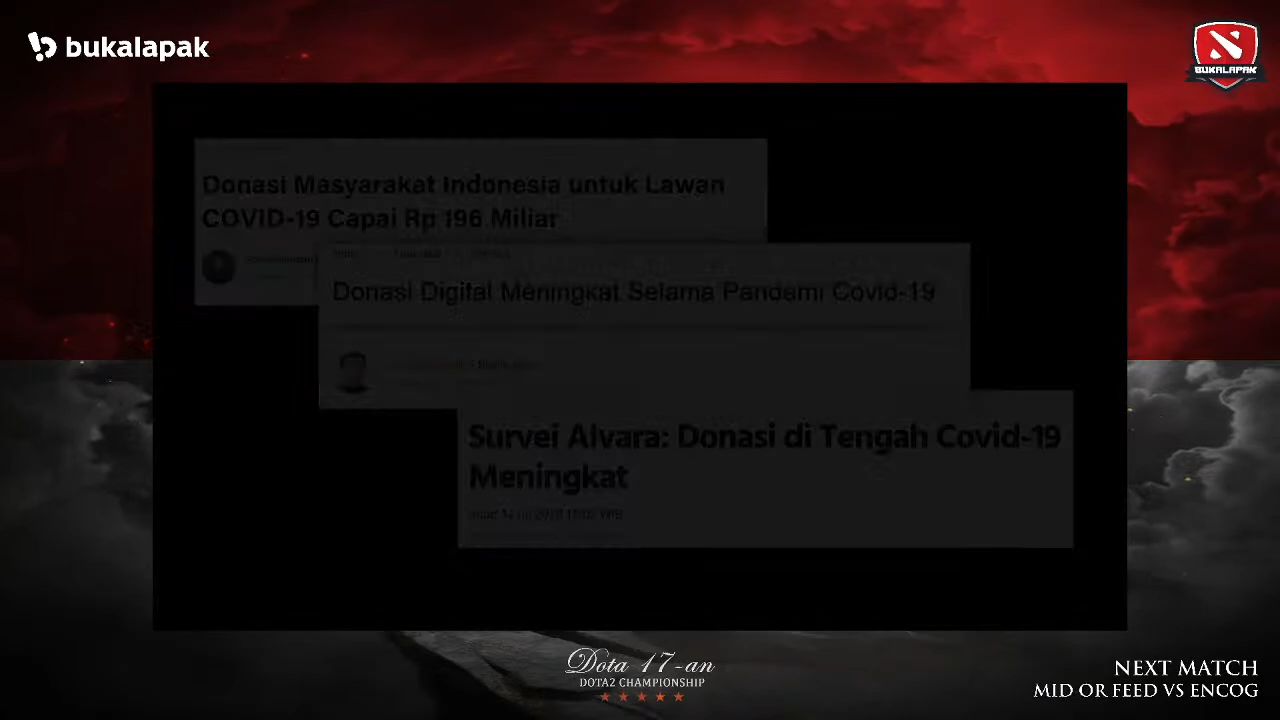 bukalapak
BUKALAPAK
Donasi Masyarakat Indonesia untuk Lawan
COVID-19 Capai Rp 196 Miliar
Donasi Digital Meningkat Selama Pandemi Covid-19
Survei Alvara: Donasi di Tengah Covid-19
Meningkat
Dota 17-an
DOTA2 CHAMPIONSHIP
NEXT MATCH
MID OR FEED VS ENCOG